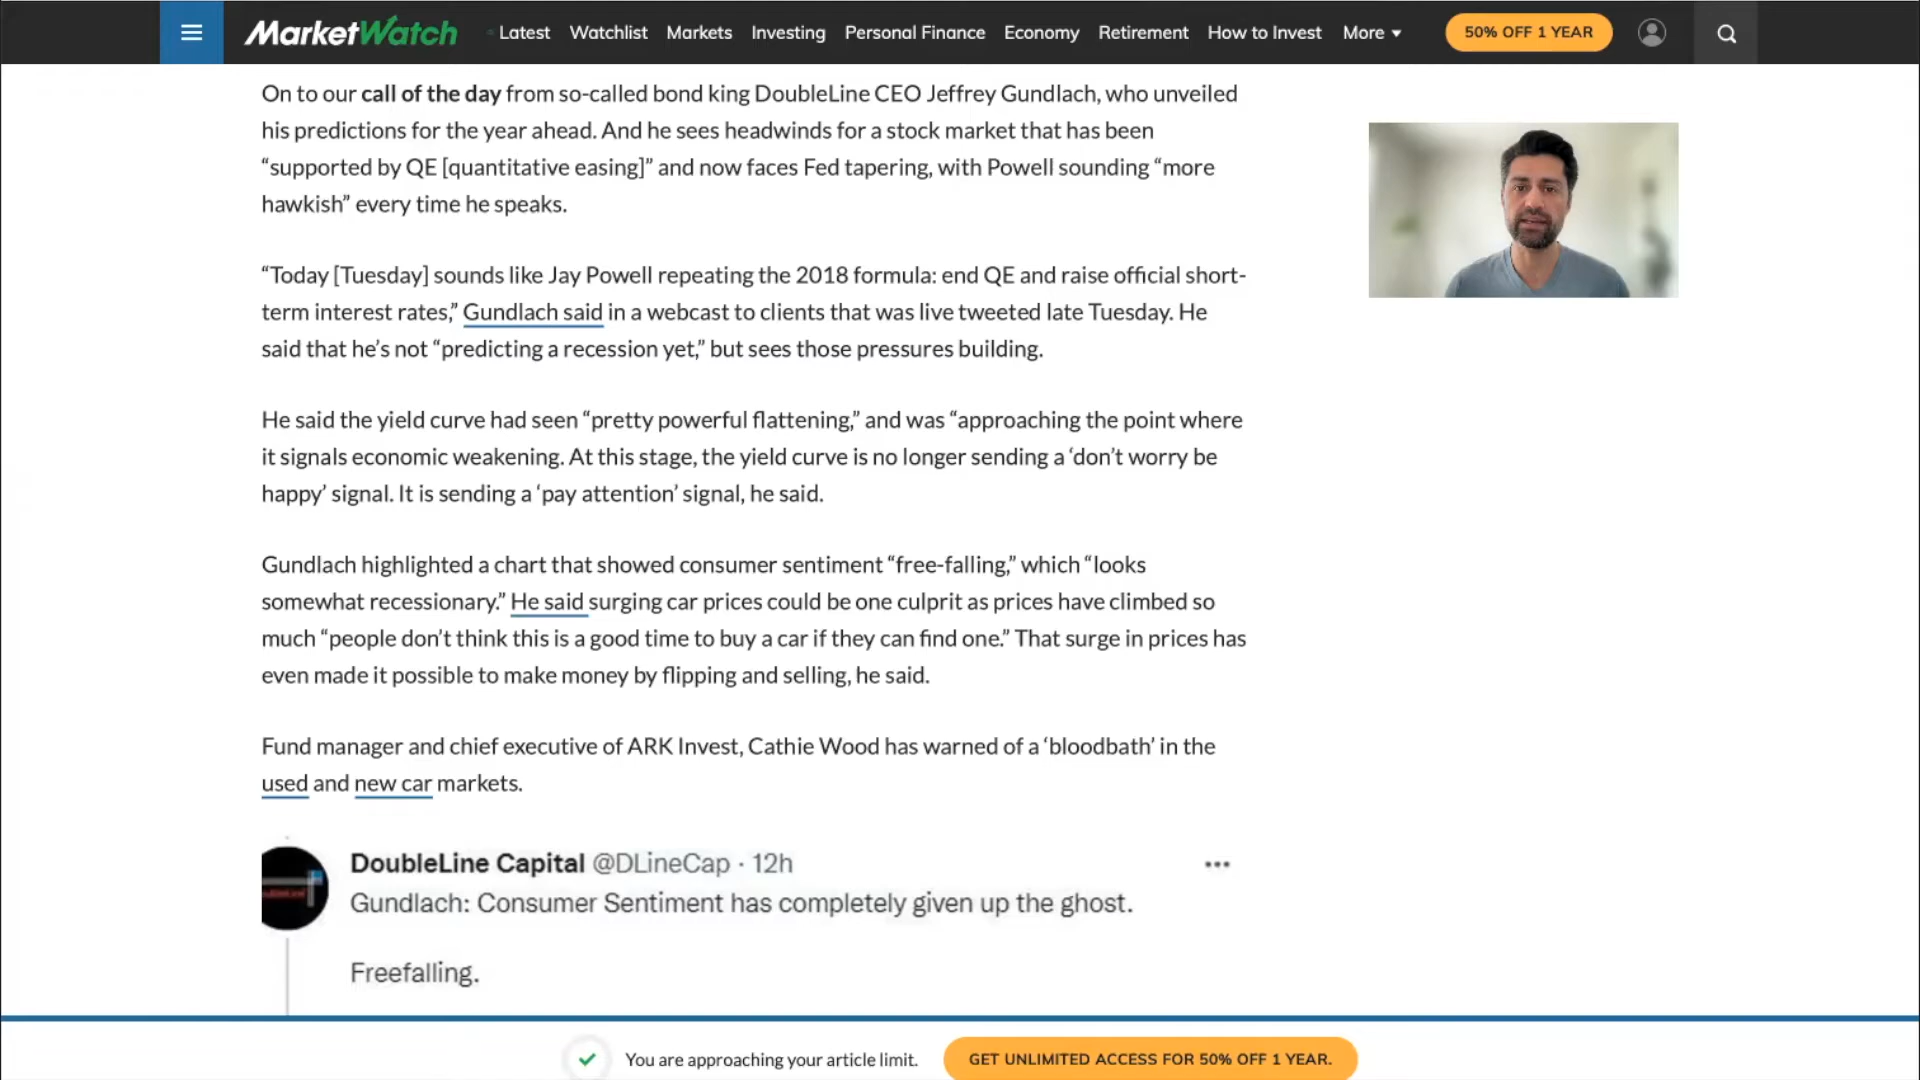 MarketWatch Latest Watchlist Markets Investing Personal Finance Economy Retirement How to Invest More 50% OFF 1 YEAR
On to our call of the day from so-called bond king DoubleLine CEO Jeffrey Gundlach, who unveiled
his predictions for the year ahead. And he sees headwinds for a stock market that has been
“supported by QE [quantitative easing]” and now faces Fed tapering, with Powell sounding “more
hawkish” every time he speaks.
“Today [Tuesday] sounds like Jay Powell repeating the 2018 formula: end QE and raise official short-
term interest rates,” Gundlach said in a webcast to clients that was live tweeted late Tuesday. He
said that he’s not “predicting a recession yet,” but sees those pressures building.
He said the yield curve had seen “pretty powerful flattening,” and was “approaching the point where
it signals economic weakening. At this stage, the yield curve is no longer sending a ‘don’t worry be
happy’ signal. It is sending a ‘pay attention’ signal, he said.
Gundlach highlighted a chart that showed consumer sentiment “free-falling,” which “looks
somewhat recessionary.” He said surging car prices could be one culprit as prices have climbed so
much “people don’t think this is a good time to buy a car if they can find one.” That surge in prices has
even made it possible to make money by flipping and selling, he said.
Fund manager and chief executive of ARK Invest, Cathie Wood has warned of a ‘bloodbath’ in the
used and new car markets.
DoubleLine Capital @DLineCap · 12h
Gundlach: Consumer Sentiment has completely given up the ghost.
Freefalling.
You are approaching your article limit. GET UNLIMITED ACCESS FOR 50% OFF 1 YEAR.